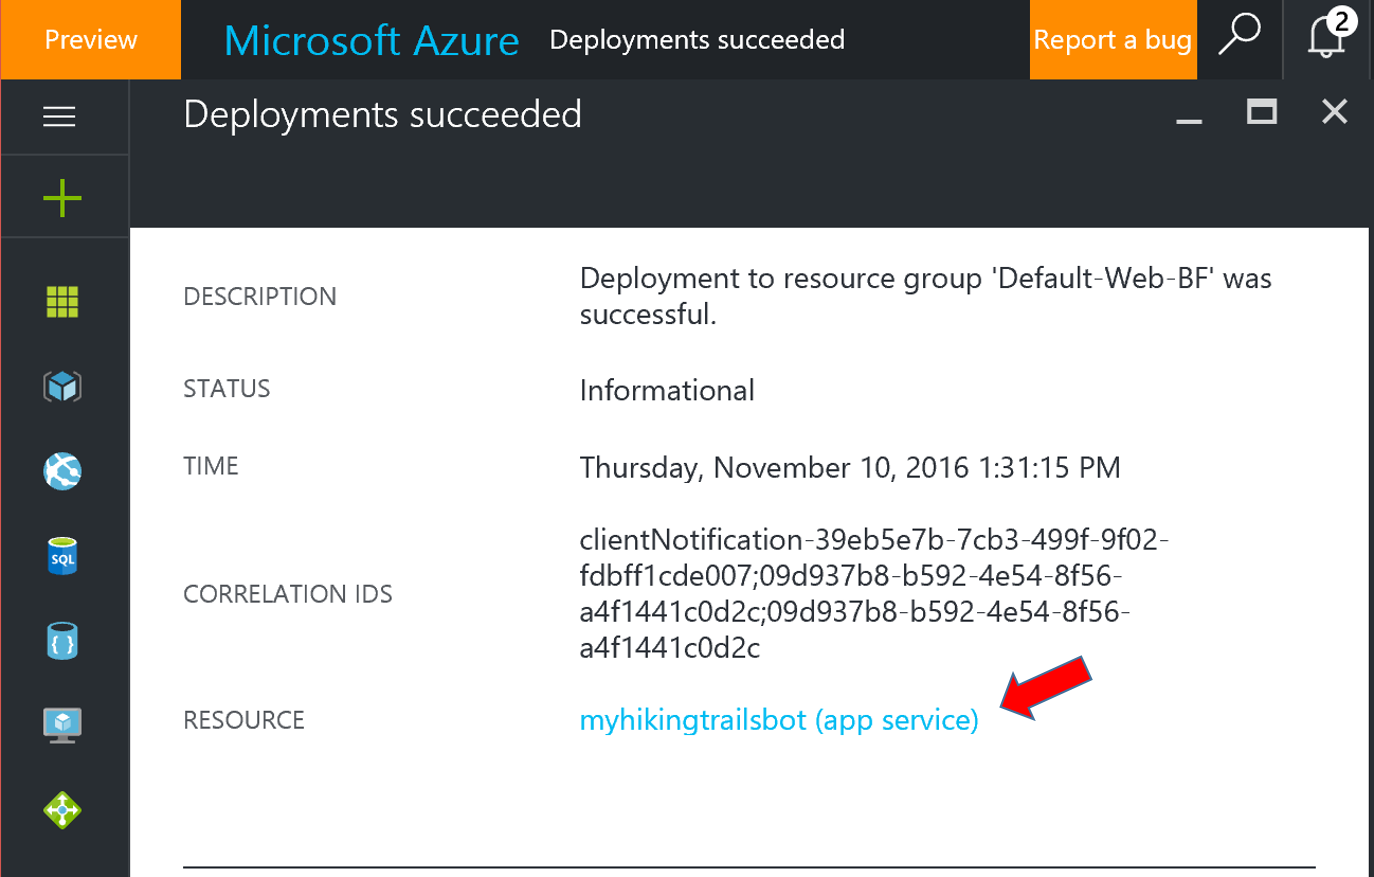 Preview
Microsoft Azure
Deployments succeeded
Report a bug
2
Deployments succeeded
DESCRIPTION
Deployment to resource group 'Default-Web-BF' was
successful.
STATUS
Informational
TIME
Thursday, November 10, 2016 1:31:15 PM
CORRELATION IDS
clientNotification-39eb5e7b-7cb3-499f-9f02-
fdbff1cde007;09d937b8-b592-4e54-8f56-
a4f1441c0d2c;09d937b8-b592-4e54-8f56-
a4f1441c0d2c
SQL
{ }
RESOURCE
myhikingtrailsbot (app service)